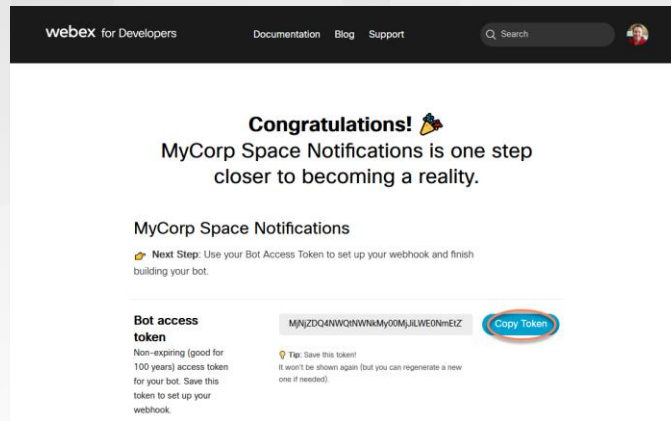 webex for Developers
Documentation Blog Support
Search
Congratulations! 🎉
MyCorp Space Notifications is one step
closer to becoming a reality.
MyCorp Space Notifications
👉 Next Step: Use your Bot Access Token to set up your webhook and finish
building your bot.
Bot access
token
Non-expiring (good for
100 years) access token
for your bot. Save this
token to set up your
webhook.
MjNjZDQ4NWQtNWNkMy00MjJiLWE0NmEtZ
Copy Token
💡 Tip: Save this token!
It won't be shown again (but you can regenerate a new
one if needed).